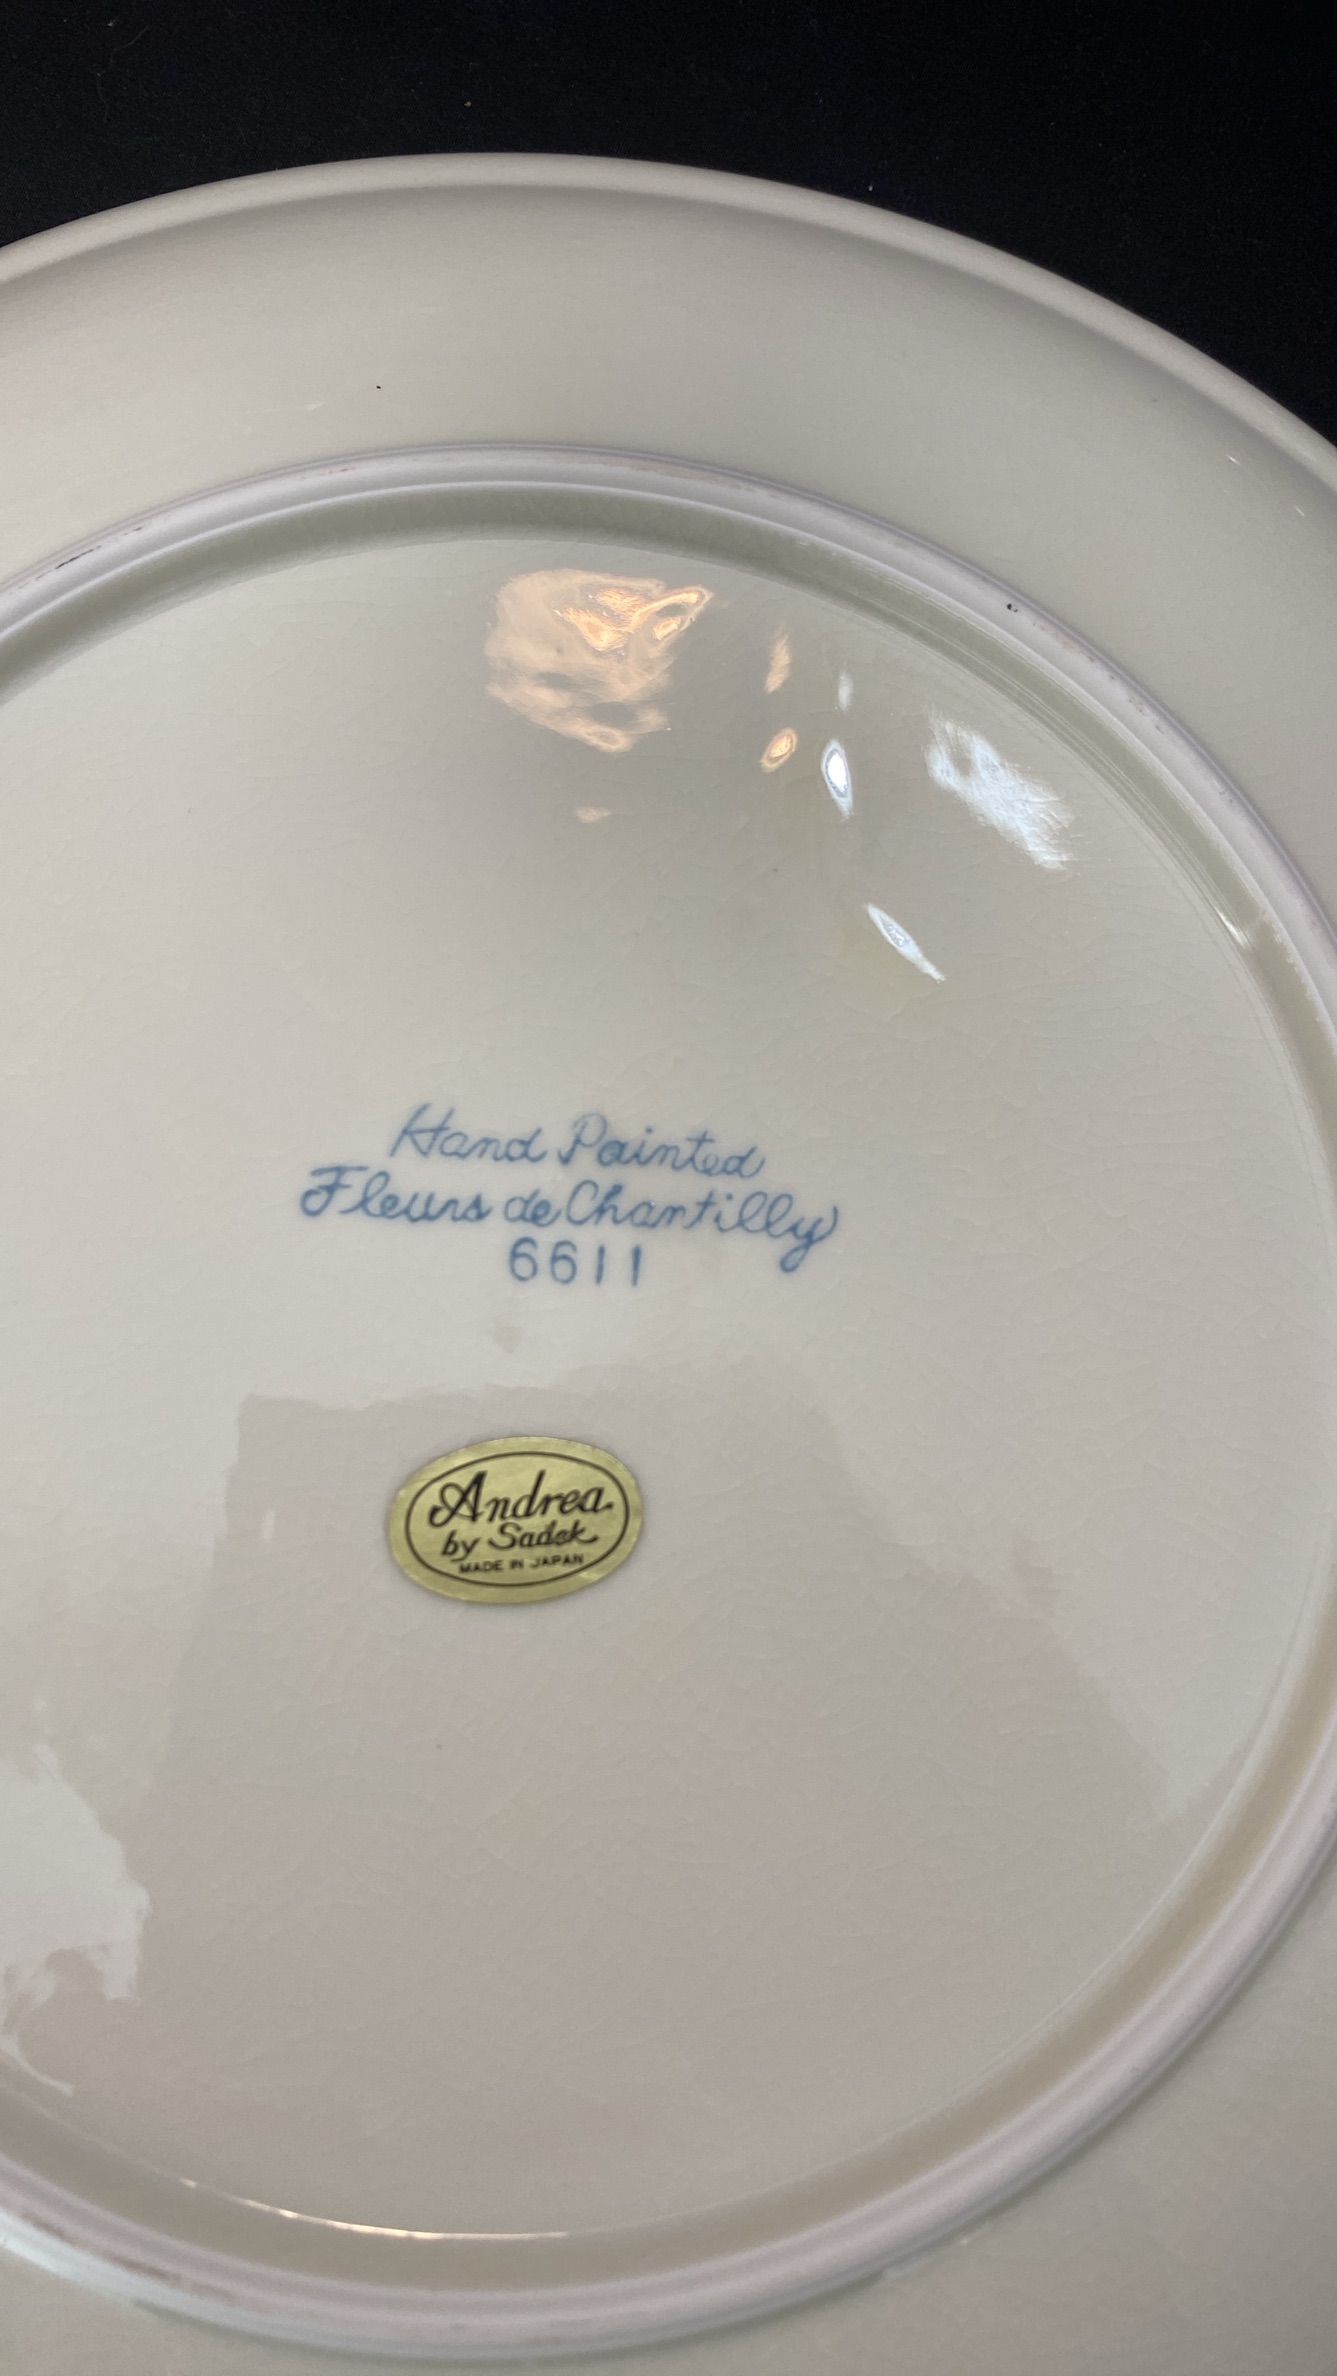 Hand Painted
Fleurs de Chantilly
6611
Andrea
by Sadek
MADE IN JAPAN